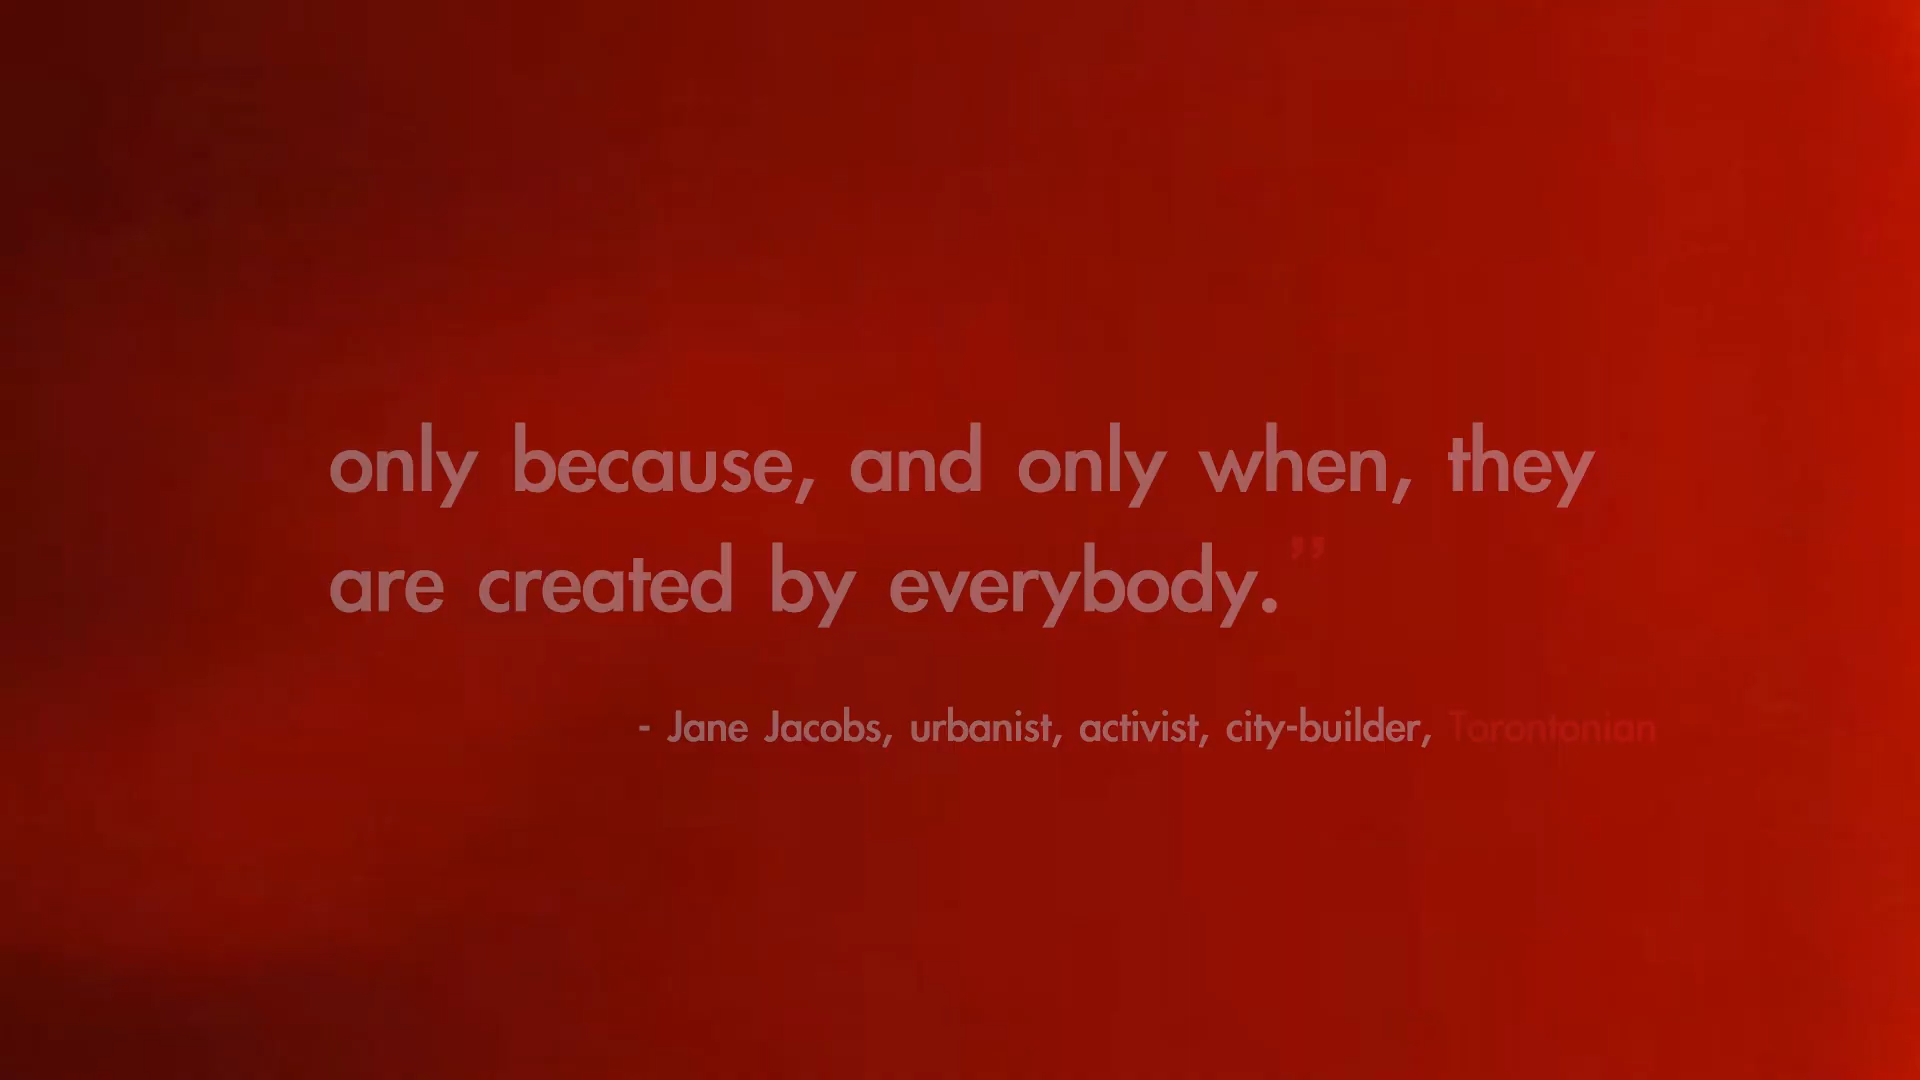 only because, and only when, they
are created by everybody.”
- Jane Jacobs, urbanist, activist, city-builder, Torontonian